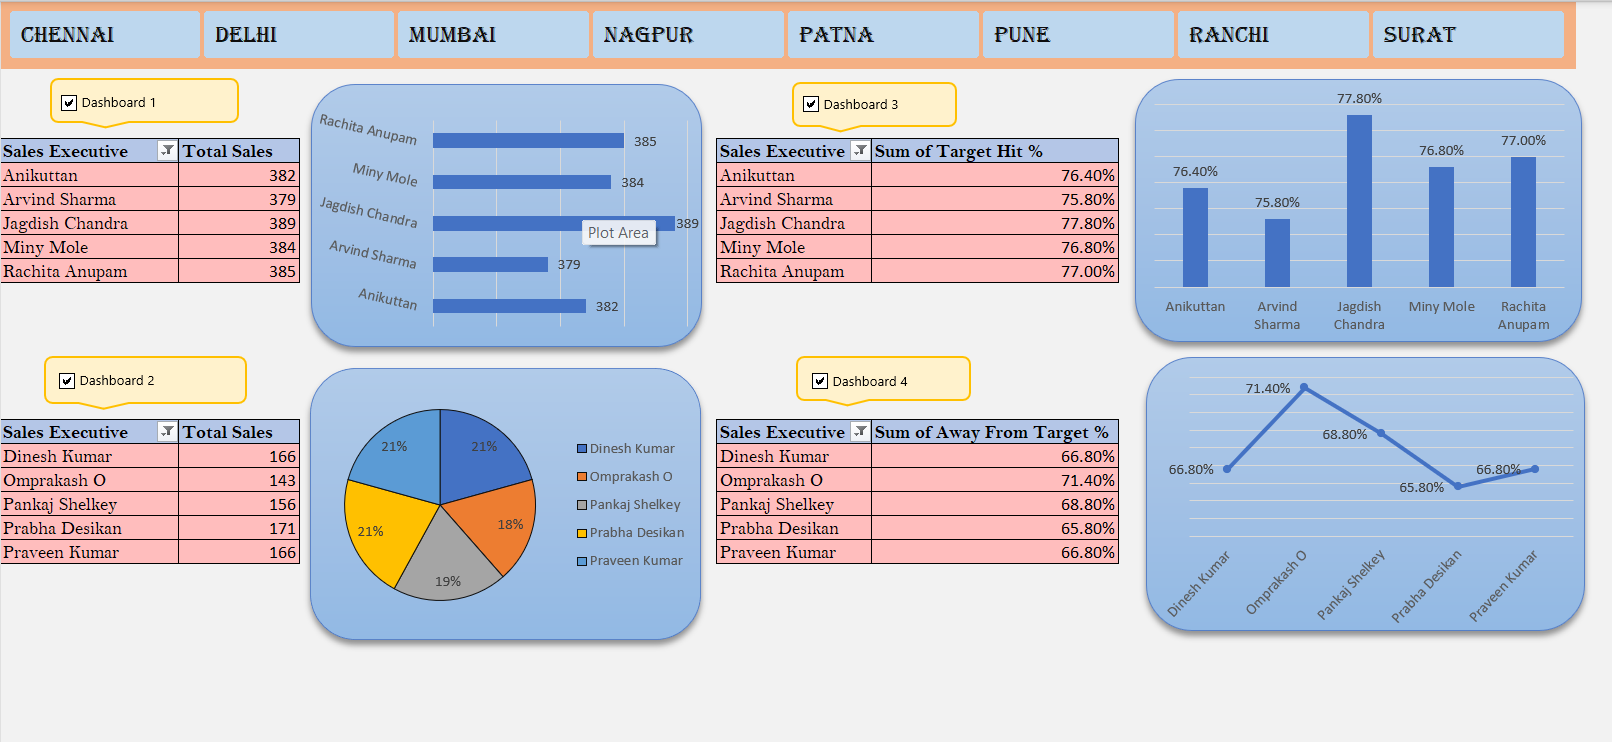 CHENNAI DELHI MUMBAI NAGPUR PATNA PUNE RANCHI SURAT
Dashboard 1
Sales Executive Total Sales
Anikuttan 382
Arvind Sharma 379
Jagdish Chandra 389
Miny Mole 384
Rachita Anupam 385
Rachita Anupam 385
Miny Mole 384
Jagdish Chandra 389
Plot Area
Arvind Sharma 379
Anikuttan 382
Dashboard 3
Sales Executive Sum of Target Hit %
Anikuttan 76.40%
Arvind Sharma 75.80%
Jagdish Chandra 77.80%
Miny Mole 76.80%
Rachita Anupam 77.00%
77.80%
77.00%
76.80%
76.40%
75.80%
Anikuttan Arvind Jagdish Miny Mole Rachita
Sharma Chandra Anupam
Dashboard 2
Sales Executive Total Sales
Dinesh Kumar 166
Omprakash O 143
Pankaj Shelkey 156
Prabha Desikan 171
Praveen Kumar 166
21% 21%
18%
21%
19%
Dinesh Kumar
Omprakash O
Pankaj Shelkey
Prabha Desikan
Praveen Kumar
Dashboard 4
Sales Executive Sum of Away From Target %
Dinesh Kumar 66.80%
Omprakash O 71.40%
Pankaj Shelkey 68.80%
Prabha Desikan 65.80%
Praveen Kumar 66.80%
71.40%
68.80%
66.80% 66.80%
65.80%
Dinesh Kumar
Omprakash O
Pankaj Shelkey
Prabha Desikan
Praveen Kumar